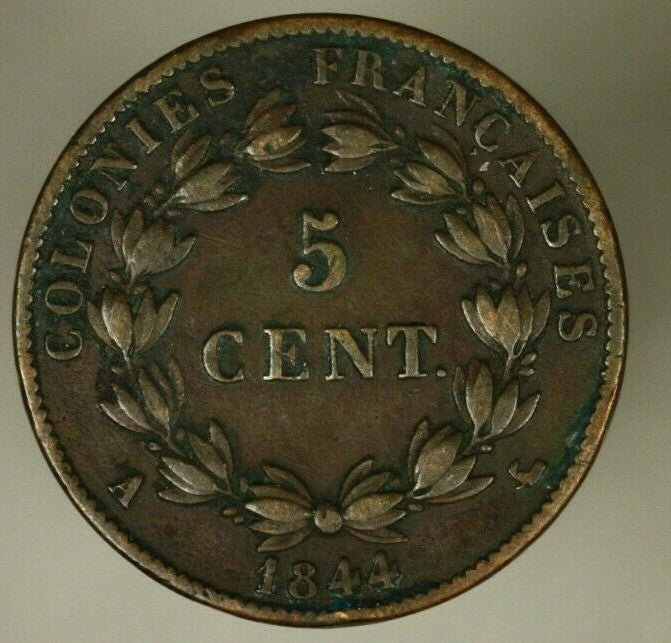 COLONIES FRANÇAISES
5
CENT.
A
1844